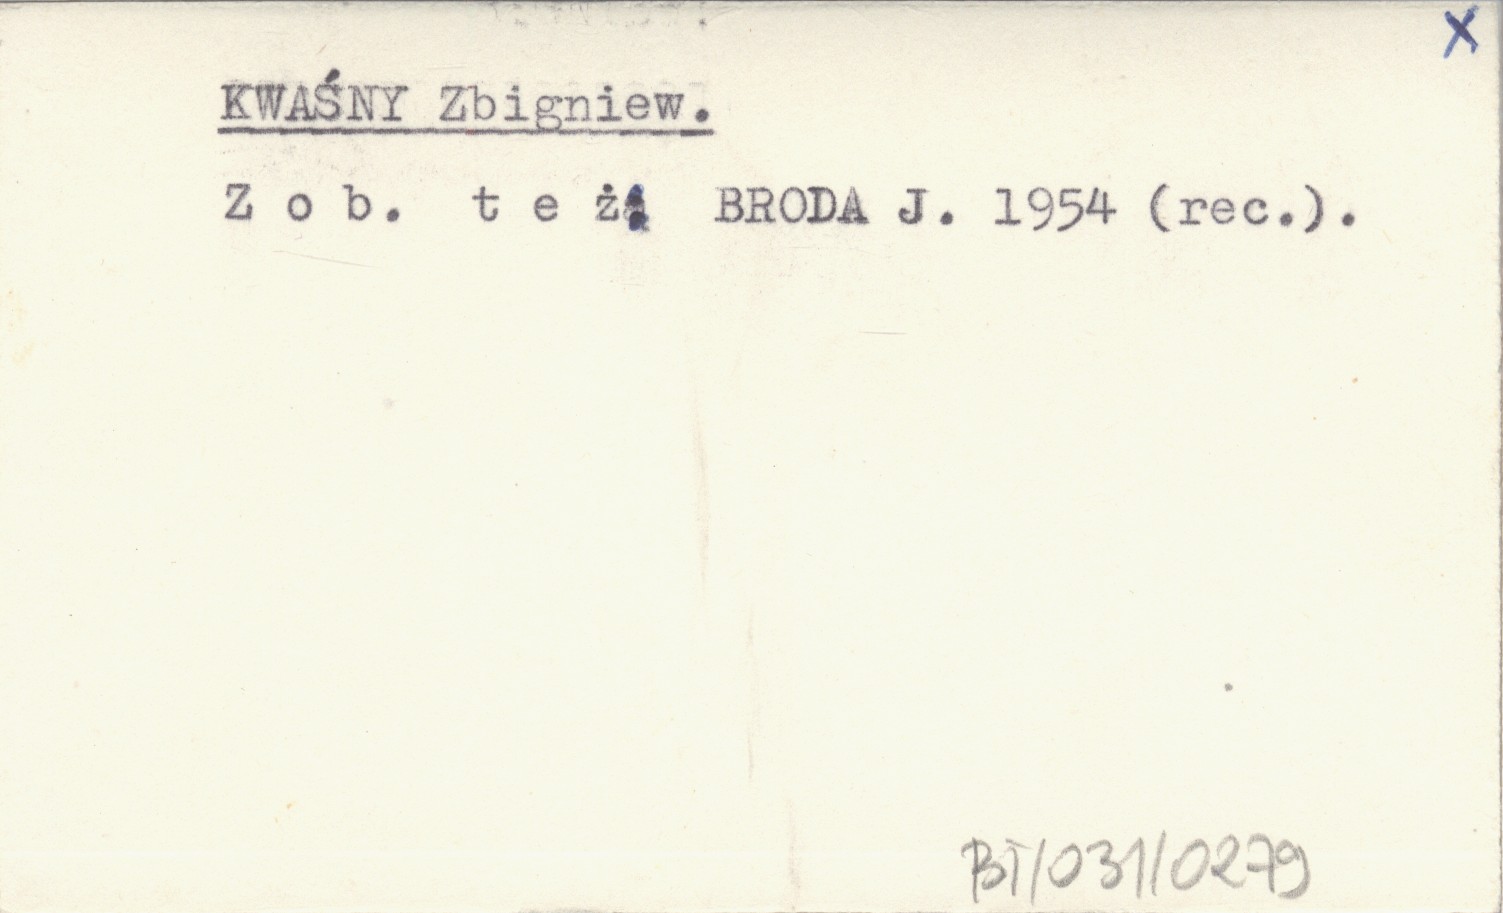 x
KWAŚNY Zbigniew.
Z o b. t e ż: BRODA J. 1954 (rec.).
BT/031/0279